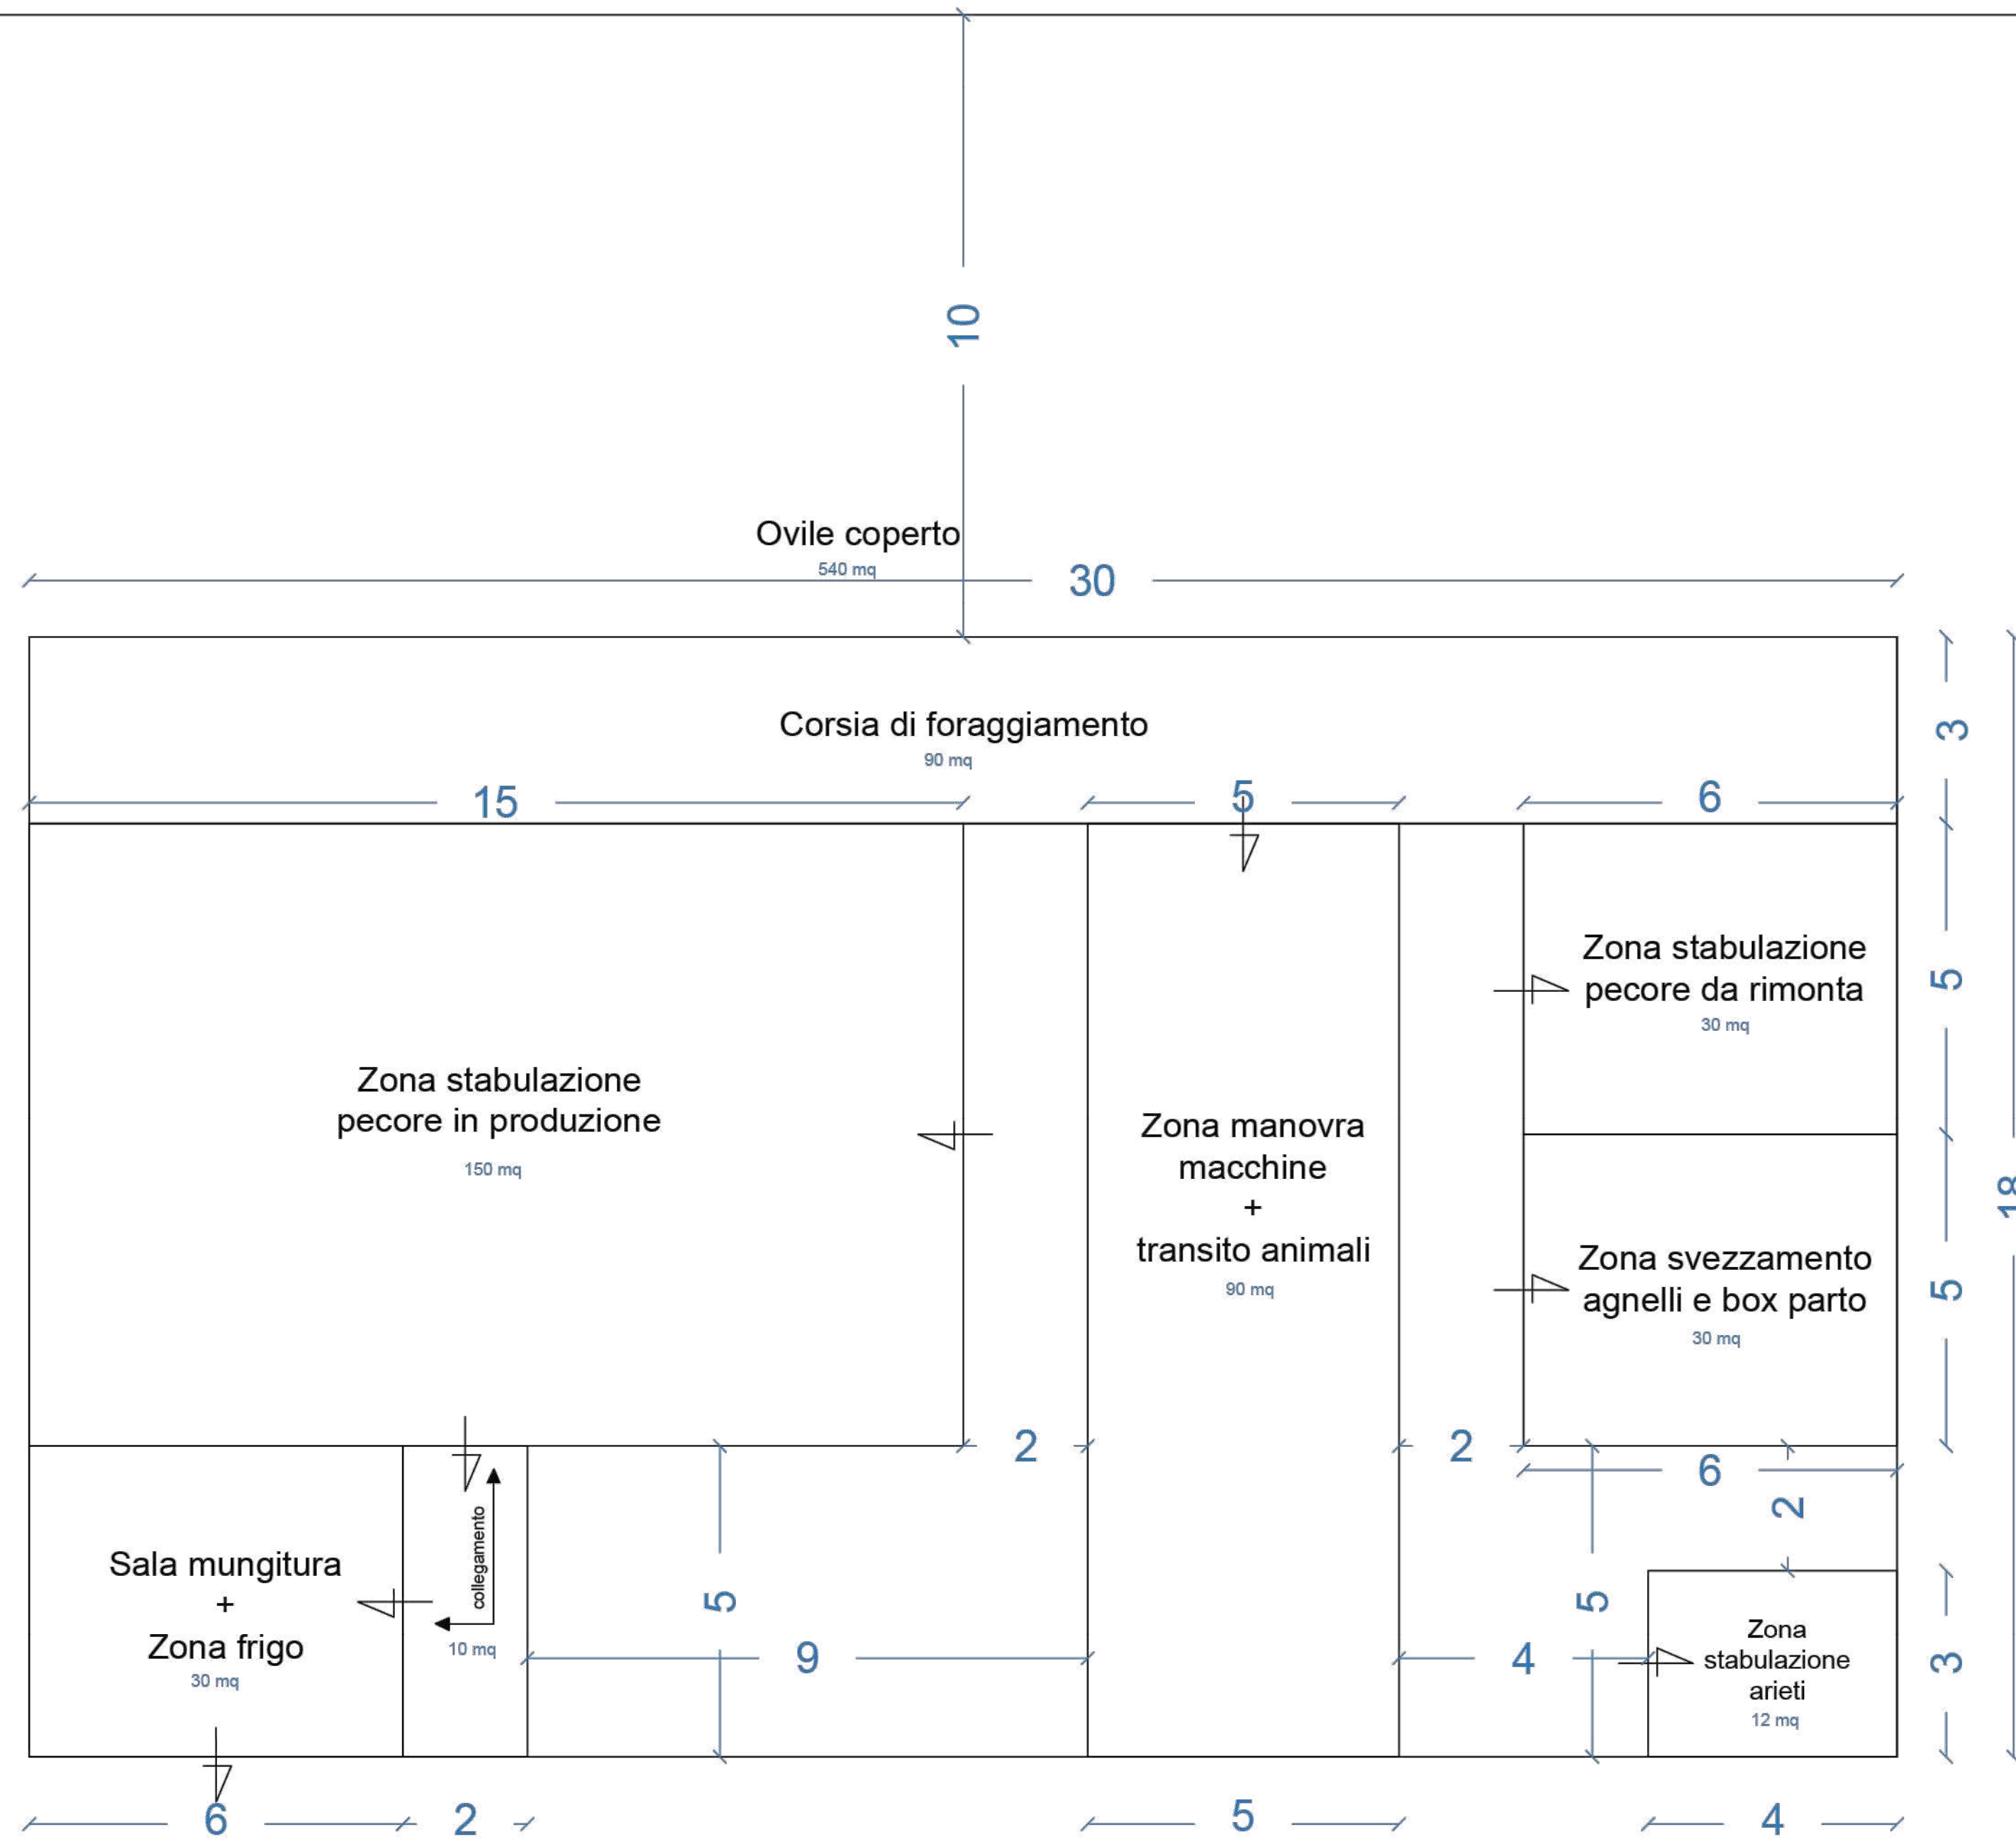 10
Ovile coperto
540 mq
30
Corsia di foraggiamento
90 mq
3
15
5
6
Zona stabulazione
pecore da rimonta
30 mq
5
Zona stabulazione
pecore in produzione
150 mq
Zona manovra
macchine
+
transito animali
90 mq
18
Zona svezzamento
agnelli e box parto
30 mq
5
2
2
6
2
Sala mungitura
+
Zona frigo
30 mq
collegamento
10 mq
5
9
5
4
Zona
stabulazione
arieti
12 mq
3
6
2
5
4